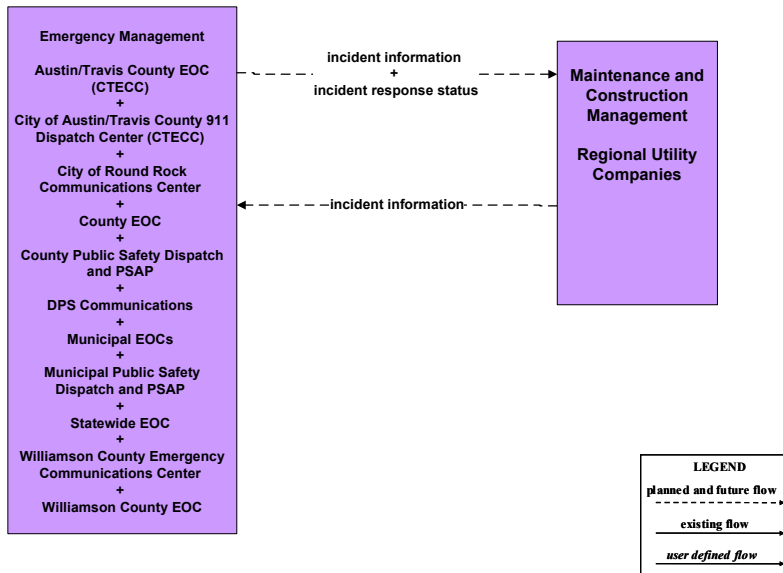 Emergency Management
Austin/Travis County EOC
(CTECC)
+
City of Austin/Travis County 911
Dispatch Center (CTECC)
+
City of Round Rock
Communications Center
+
County EOC
+
County Public Safety Dispatch
and PSAP
+
DPS Communications
+
Municipal EOCs
+
Municipal Public Safety
Dispatch and PSAP
+
Statewide EOC
+
Williamson County Emergency
Communications Center
+
Williamson County EOC
incident information
+
incident response status
incident information
Maintenance and
Construction
Management
Regional Utility
Companies
LEGEND
planned and future flow
existing flow
user defined flow